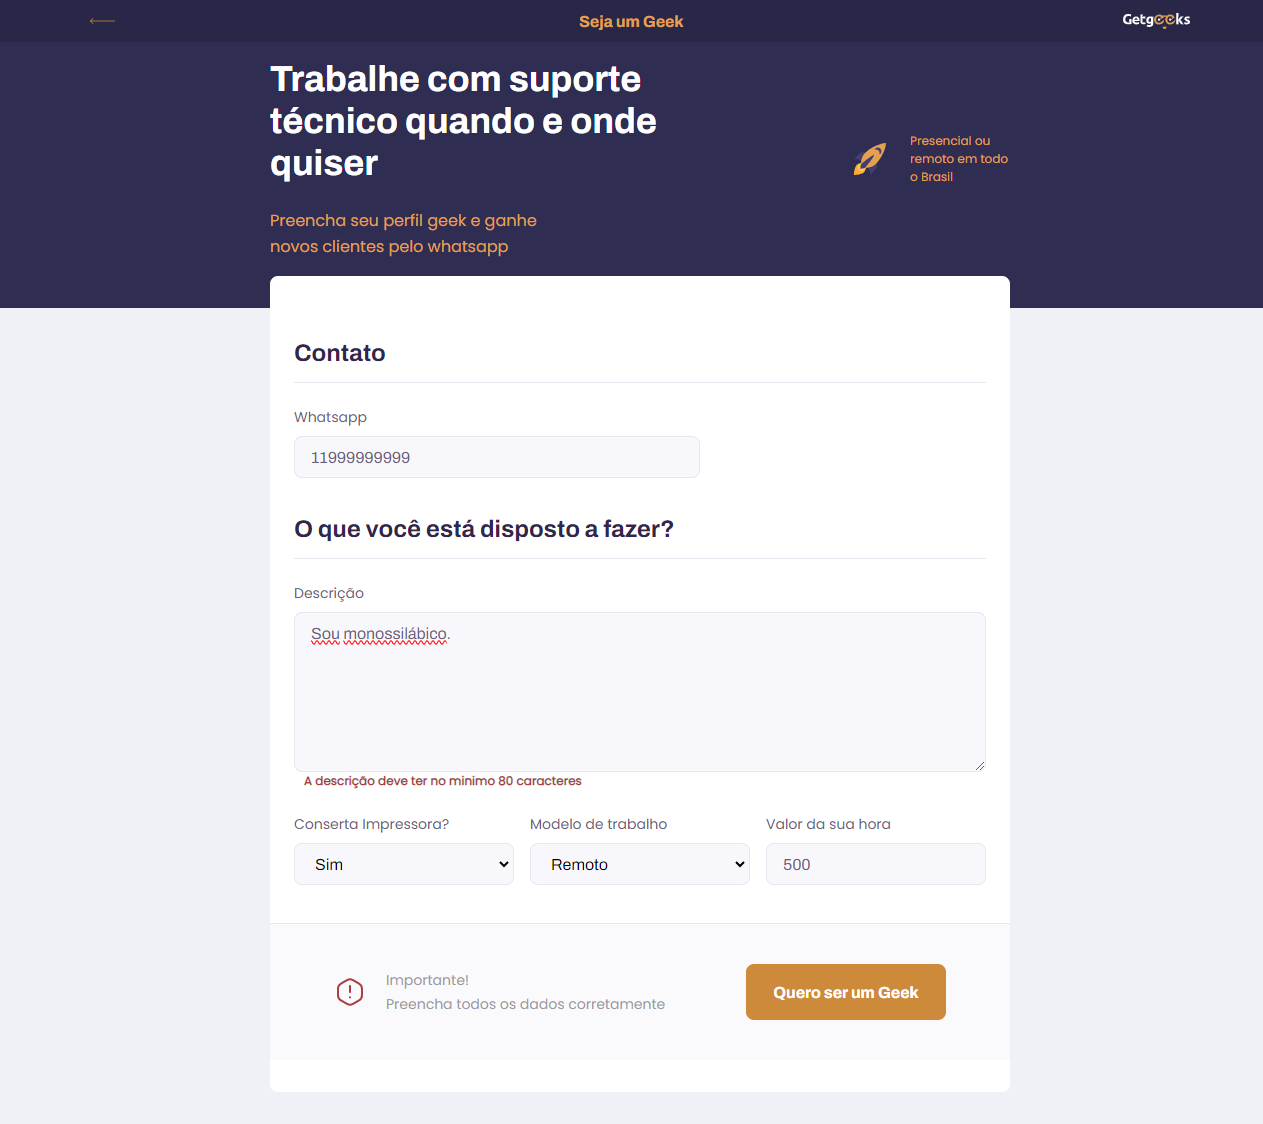 Seja um Geek
Getgeeks
Trabalhe com suporte
técnico quando e onde
quiser
Presencial ou
remoto em todo
o Brasil
Preencha seu perfil geek e ganhe
novos clientes pelo whatsapp
Contato
Whatsapp
11999999999
O que você está disposto a fazer?
Descrição
Sou monossilábico.
A descrição deve ter no minimo 80 caracteres
Conserta Impressora?
Modelo de trabalho
Valor da sua hora
Sim
Remoto
500
Importante!
Preencha todos os dados corretamente
Quero ser um Geek